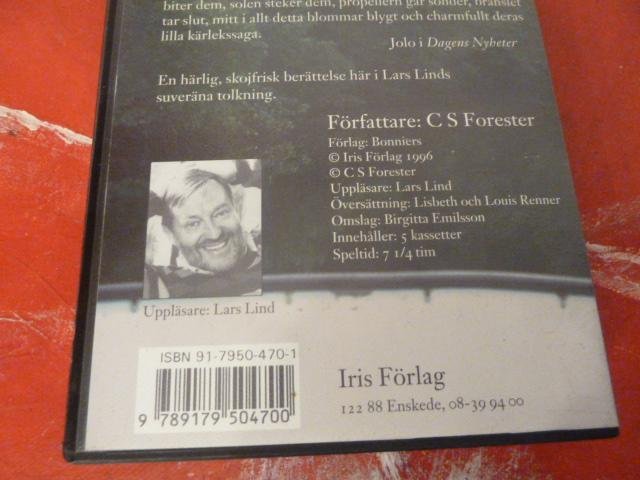 biter dem, solen steker dem, propellern går sönder, bränslet
tar slut, mitt i allt detta blommar blygt och charmfullt deras
lilla kärlekssaga.
Jolo i Dagens Nyheter
En härlig, skojfrisk berättelse här i Lars Linds
suveräna tolkning.
Författare: C S Forester
Förlag: Bonniers
© Iris Förlag 1996
© C S Forester
Uppläsare: Lars Lind
Översättning: Lisbeth och Louis Renner
Omslag: Birgitta Emilsson
Innehåller: 5 kassetter
Speltid: 7 1/4 tim
Uppläsare: Lars Lind
ISBN 91-7950-470-1
9 789179 504700
Iris Förlag
122 88 Enskede, 08-39 94 00